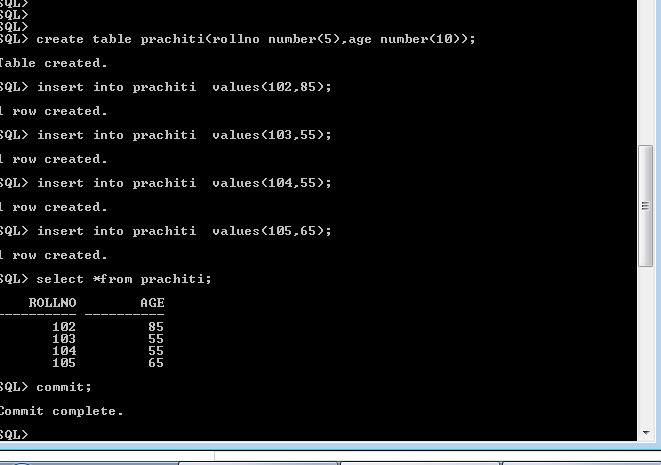 SQL>
SQL>
SQL>
SQL> create table prachiti(rollno number(5),age number(10));
Table created.
SQL> insert into prachiti  values(102,85);
1 row created.
SQL> insert into prachiti  values(103,55);
1 row created.
SQL> insert into prachiti  values(104,55);
1 row created.
SQL> insert into prachiti  values(105,65);
1 row created.
SQL> select *from prachiti;
ROLLNO AGE
---------- ----------
102 85
103 55
104 55
105 65
SQL> commit;
Commit complete.
SQL>